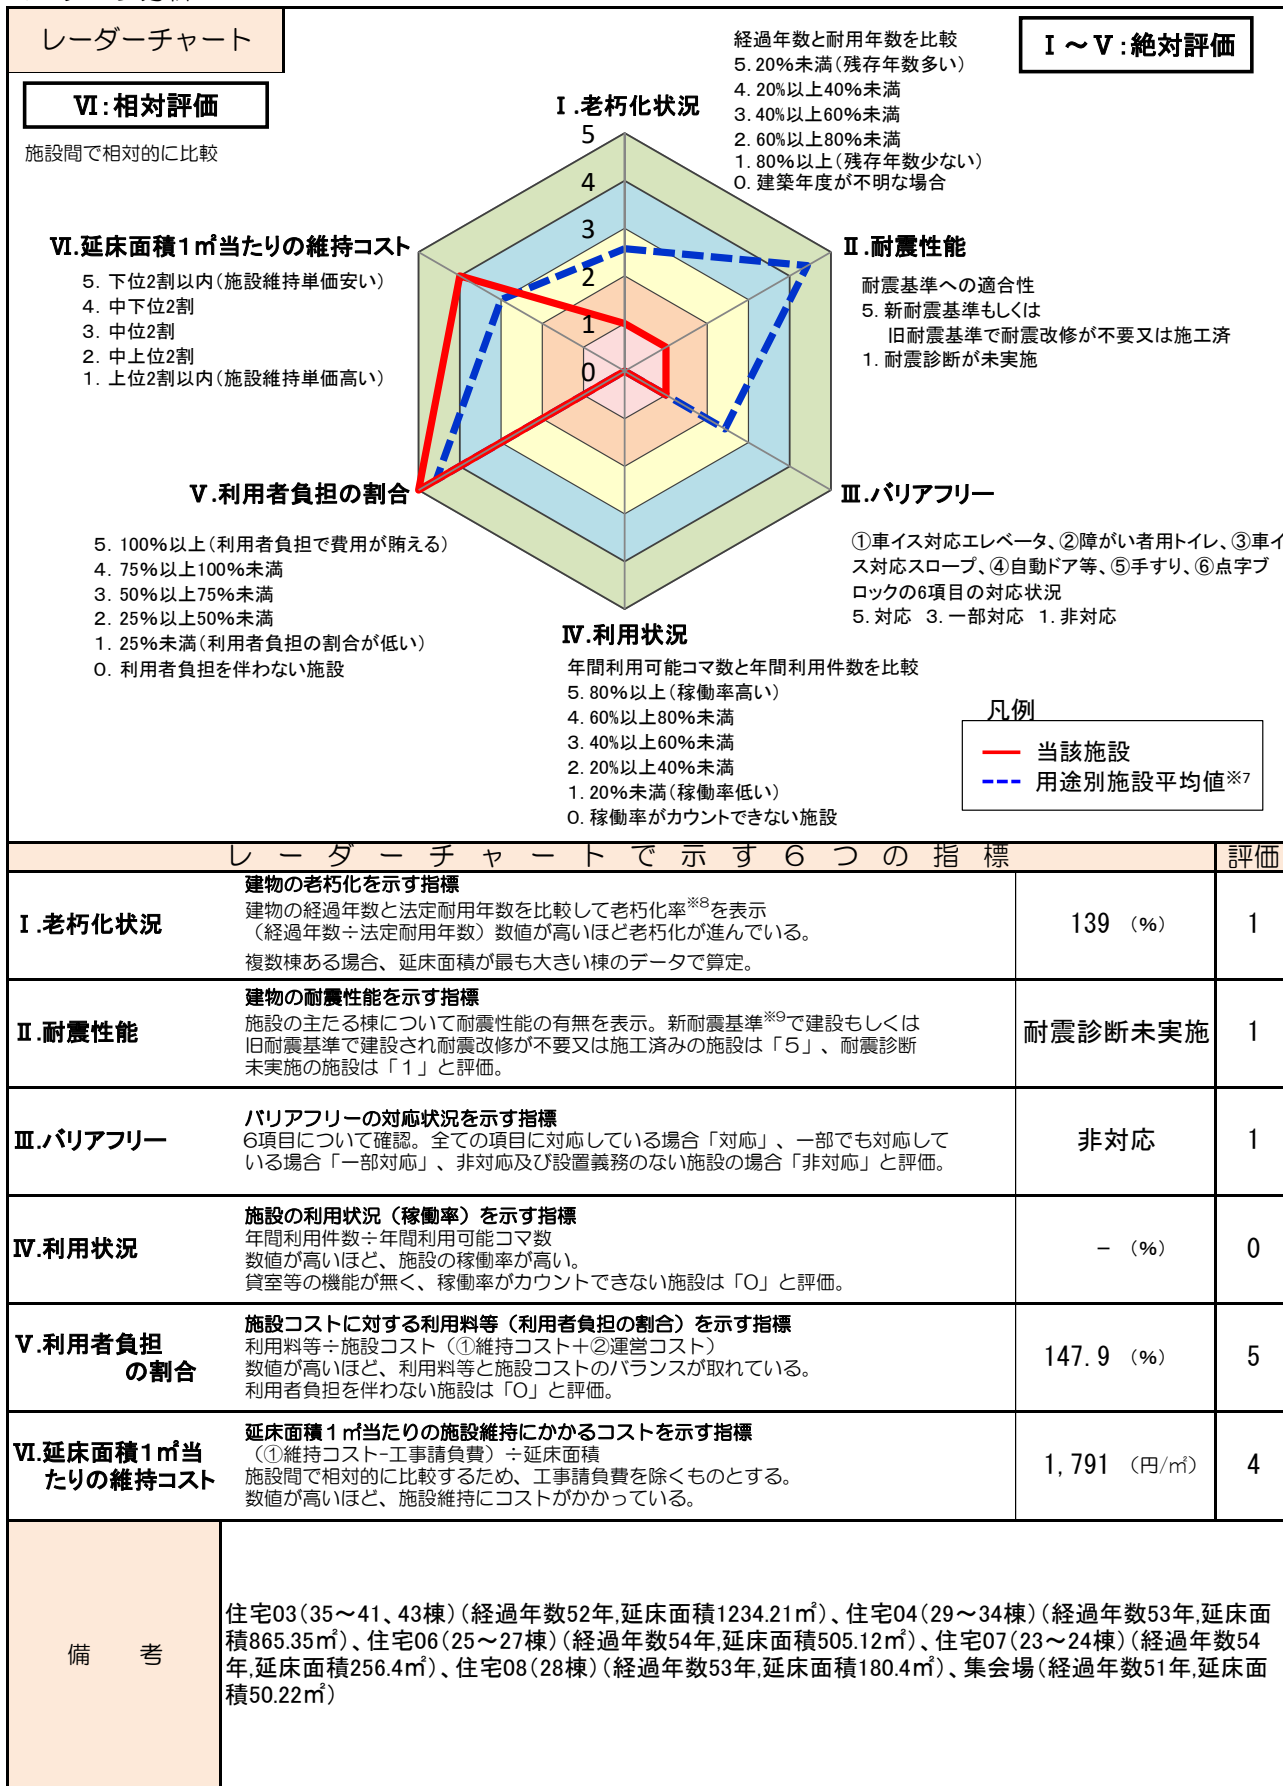 レーダーチャート
Ⅰ～Ⅴ：絶対評価
Ⅵ：相対評価
施設間で相対的に比較
経過年数と耐用年数を比較
5. 20%未満（残存年数多い）
4. 20%以上40%未満
3. 40%以上60%未満
2. 60%以上80%未満
1. 80%以上（残存年数少ない）
0. 建築年度が不明な場合
Ⅰ.老朽化状況
5
4
3
2
1
0
Ⅵ.延床面積１㎡当たりの維持コスト
5. 下位2割以内（施設維持単価安い）
4. 中下位2割
3. 中位2割
2. 中上位2割
1. 上位2割以内（施設維持単価高い）
Ⅱ.耐震性能
耐震基準への適合性
5. 新耐震基準もしくは
旧耐震基準で耐震改修が不要又は施工済
1. 耐震診断が未実施
Ⅴ.利用者負担の割合
5. 100%以上（利用者負担で費用が賄える）
4. 75%以上100%未満
3. 50%以上75%未満
2. 25%以上50%未満
1. 25%未満（利用者負担の割合が低い）
0. 利用者負担を伴わない施設
Ⅲ.バリアフリー
①車イス対応エレベータ、②障がい者用トイレ、③車イ
ス対応スロープ、④自動ドア等、⑤手すり、⑥点字ブ
ロックの6項目の対応状況
5. 対応 3. 一部対応 1. 非対応
Ⅳ.利用状況
年間利用可能コマ数と年間利用件数を比較
5. 80%以上（稼働率高い）
4. 60%以上80%未満
3. 40%以上60%未満
2. 20%以上40%未満
1. 20%未満（稼働率低い）
0. 稼働率がカウントできない施設
凡例
当該施設
用途別施設平均値※7
レーダーチャートで示す６つの指標 評価
Ⅰ.老朽化状況
建物の老朽化を示す指標
建物の経過年数と法定耐用年数を比較して老朽化率※8を表示
（経過年数÷法定耐用年数）数値が高いほど老朽化が進んでいる。
複数棟ある場合、延床面積が最も大きい棟のデータで算定。
139 （%） 1
Ⅱ.耐震性能
建物の耐震性能を示す指標
施設の主たる棟について耐震性能の有無を表示。新耐震基準※9で建設もしくは
旧耐震基準で建設され耐震改修が不要又は施工済みの施設は「５」、耐震診断
未実施の施設は「１」と評価。
耐震診断未実施 1
Ⅲ.バリアフリー
バリアフリーの対応状況を示す指標
6項目について確認。全ての項目に対応している場合「対応」、一部でも対応して
いる場合「一部対応」、非対応及び設置義務のない施設の場合「非対応」と評価。
非対応 1
Ⅳ.利用状況
施設の利用状況（稼働率）を示す指標
年間利用件数÷年間利用可能コマ数
数値が高いほど、施設の稼働率が高い。
貸室等の機能が無く、稼働率がカウントできない施設は「０」と評価。
－ （%） 0
Ⅴ.利用者負担
の割合
施設コストに対する利用料等（利用者負担の割合）を示す指標
利用料等÷施設コスト（①維持コスト＋②運営コスト）
数値が高いほど、利用料等と施設コストのバランスが取れている。
利用者負担を伴わない施設は「０」と評価。
147.9 （%） 5
Ⅵ.延床面積１㎡当
たりの維持コスト
延床面積１㎡当たりの施設維持にかかるコストを示す指標
（①維持コスト-工事請負費）÷延床面積
施設間で相対的に比較するため、工事請負費を除くものとする。
数値が高いほど、施設維持にコストがかかっている。
1,791 （円/㎡） 4
備 考
住宅03（35～41、43棟）（経過年数52年,延床面積1234.21㎡）、住宅04（29～34棟）（経過年数53年,延床面
積865.35㎡）、住宅06（25～27棟）（経過年数54年,延床面積505.12㎡）、住宅07（23～24棟）（経過年数54
年,延床面積256.4㎡）、住宅08（28棟）（経過年数53年,延床面積180.4㎡）、集会場（経過年数51年,延床面
積50.22㎡）